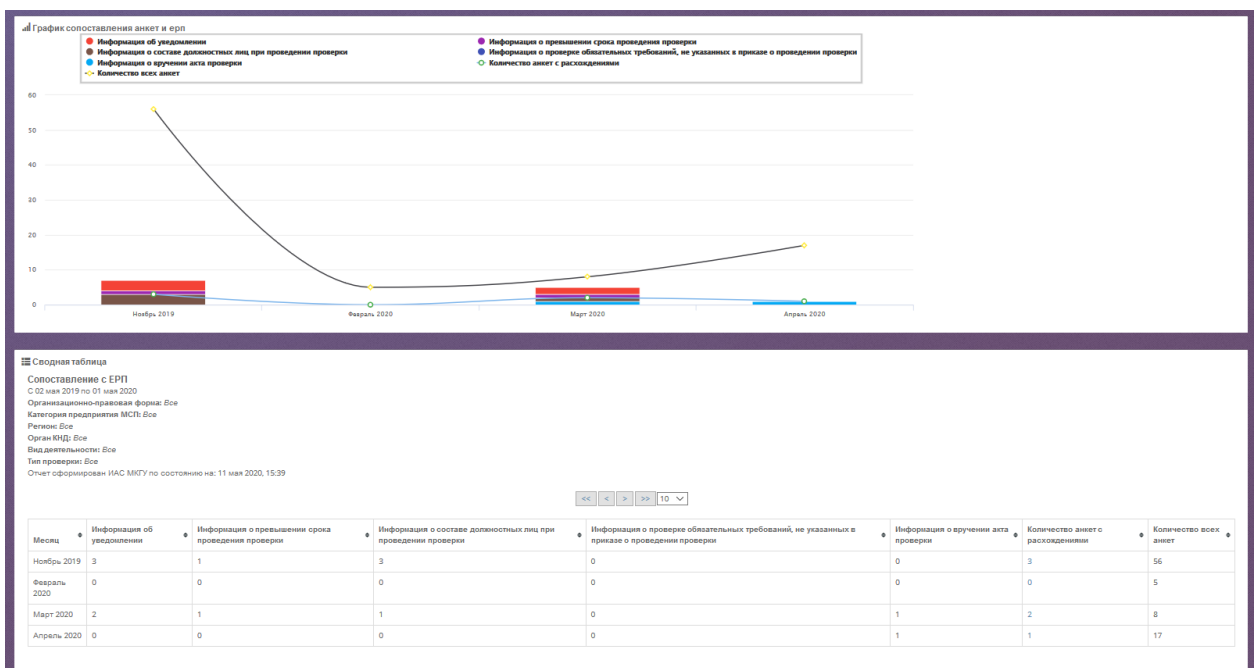 График сопоставления анкет и ерп
Информация об уведомлении
Информация о превышении срока проведения проверки
Информация о составе должностных лиц при проведении проверки
Информация о проверке обязательных требований, не указанных в приказе о проведении проверки
Информация о вручении акта проверки
Количество анкет с расхождениями
Количество всех анкет
60
50
40
30
20
10
0
Ноябрь 2019 Февраль 2020 Март 2020 Апрель 2020
Сводная таблица
Сопоставление с ЕРП
С 02 мая 2019 по 01 мая 2020
Организационно-правовая форма: Все
Категория предприятия МСП: Все
Регион: Все
Орган КНД: Все
Вид деятельности: Все
Тип проверки: Все
Отчет сформирован ИАС МКГУ по состоянию на: 11 мая 2020, 15:39
<< < > >> 10
Месяц
Информация об
уведомлении
Информация о превышении срока
проведения проверки
Информация о составе должностных лиц при
проведении проверки
Информация о проверке обязательных требований, не указанных в
приказе о проведении проверки
Информация о вручении акта
проверки
Количество анкет с
расхождениями
Количество всех
анкет
Ноябрь 2019 3 1 3 0 0 3 56
Февраль 0 0 0 0 0 0 5
2020
Март 2020 2 1 1 0 1 2 8
Апрель 2020 0 0 0 0 1 1 17